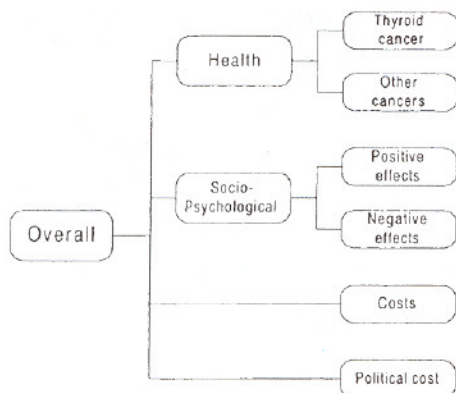 Thyroid
cancer
Health
Other
cancers
Positive
effects
Socio-
Psychological
Negative
effects
Overall
Costs
Political cost